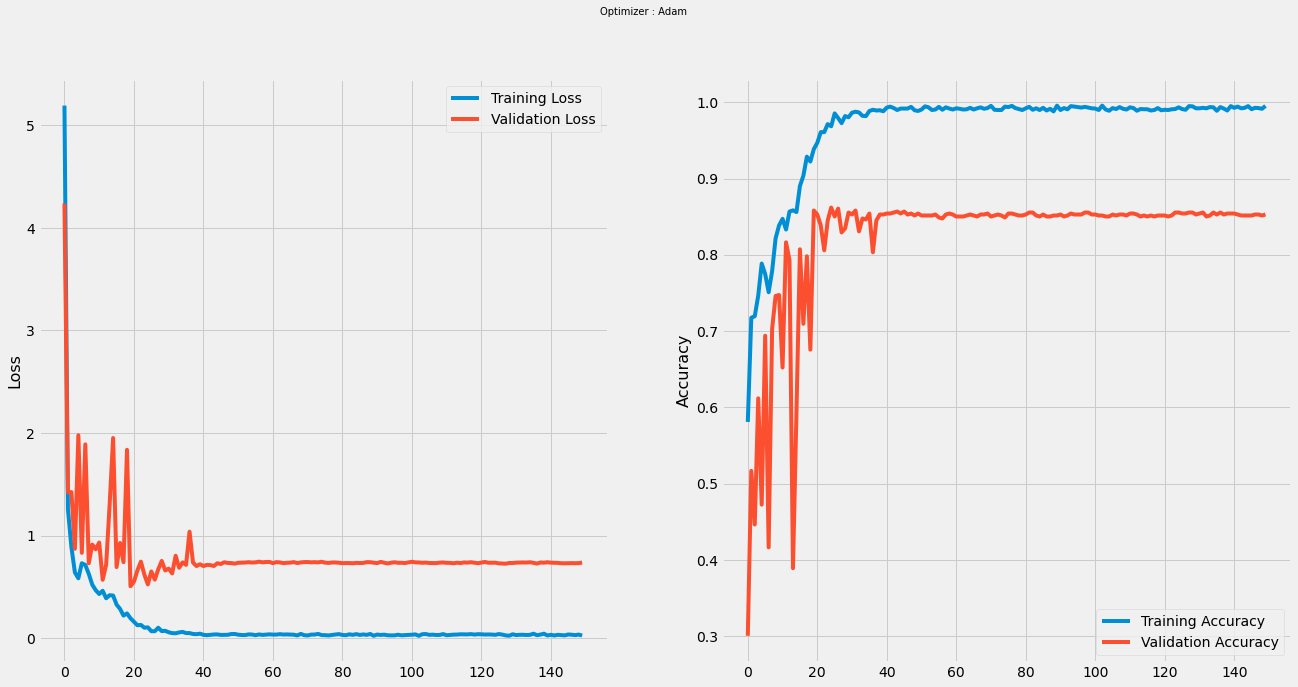 Optimizer : Adam
Training Loss
Validation Loss
Loss
5
4
3
2
1
0
0 20 40 60 80 100 120 140
Accuracy
1.0
0.9
0.8
0.7
0.6
0.5
0.4
0.3
Training Accuracy
Validation Accuracy
0 20 40 60 80 100 120 140